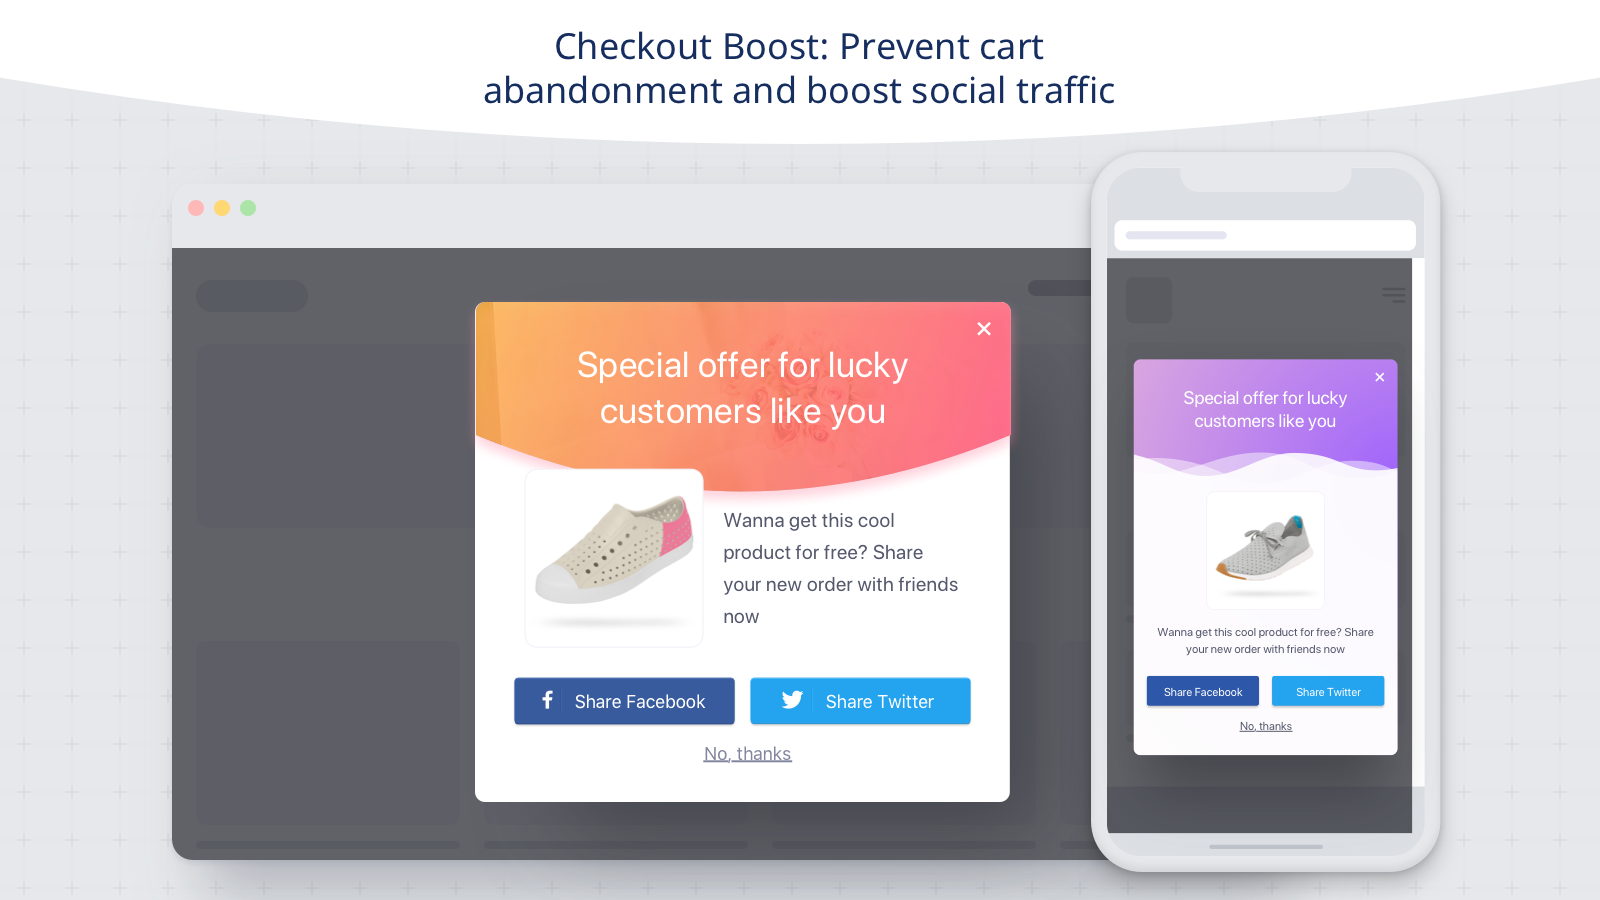 Checkout Boost: Prevent cart
abandonment and boost social traffic
Special offer for lucky
customers like you
Wanna get this cool
product for free? Share
your new order with friends
now
Share Facebook
Share Twitter
No, thanks
Special offer for lucky
customers like you
Wanna get this cool product for free? Share
your new order with friends now
Share Facebook
Share Twitter
No, thanks